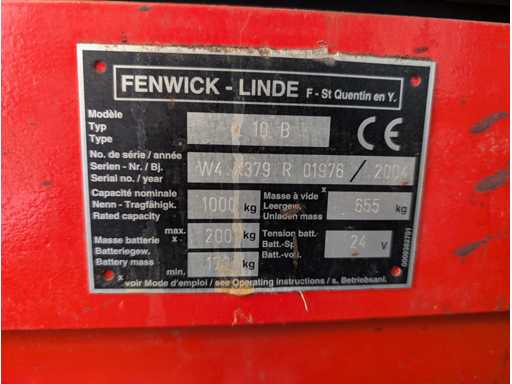 FENWICK - LINDE F - St Quentin en Y.
Modèle
Typ
Type
10 B
CE
No. de série / année
Serien - Nr. / Bj.
Serial no. / year
R 01976 / 2004
Capacité nominale
Nenn - Tragfähigk.
Rated capacity
1000 kg
Masse à vide x
Leergew.
Unladen mass
655 kg
Masse batterie x
Batteriegew.
Battery mass
max.
200 kg
min.
kg
Tension batt.
Batt.-Sp.
Batt.-volt.
24 V
x voir Mode d'emploi / see Operating instructions / s. Betriebsanl.